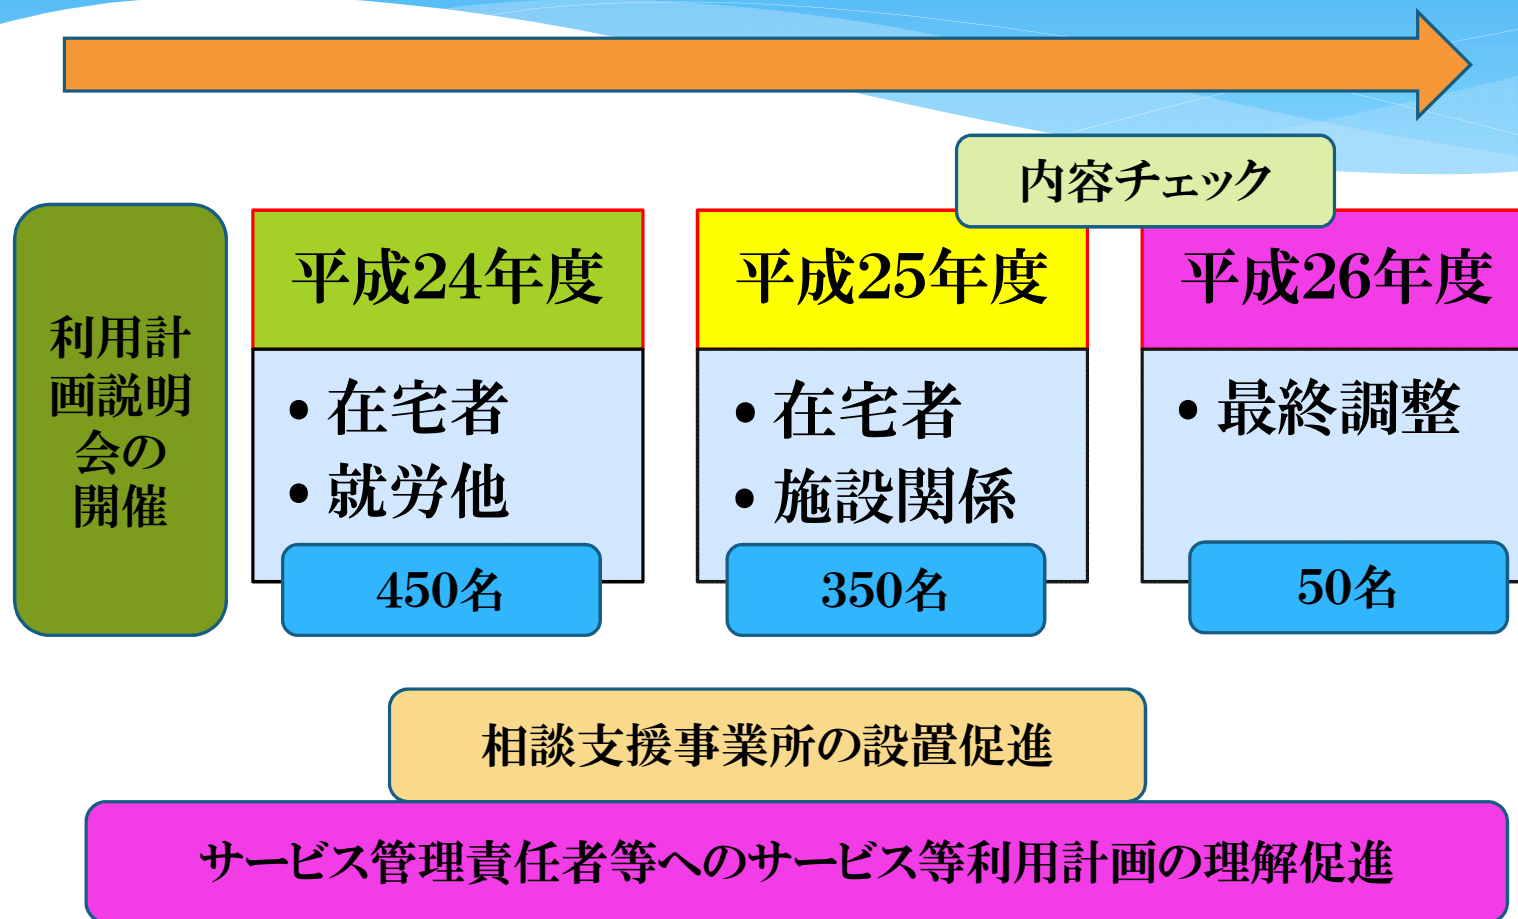 内容チェック
利用計
画説明
会の
開催
平成24年度
• 在宅者
• 就労他
450名
平成25年度
• 在宅者
• 施設関係
350名
平成26年度
• 最終調整
50名
相談支援事業所の設置促進
サービス管理責任者等へのサービス等利用計画の理解促進